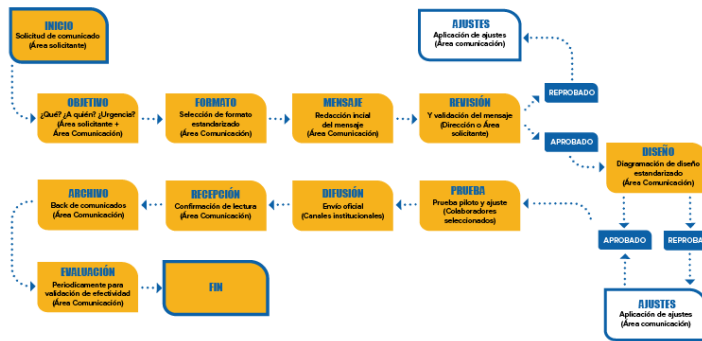 INICIO
Solicitud de comunicado
(Área solicitante)
AJUSTES
Aplicación de ajustes
(Área comunicación)
REPROBADO
OBJETIVO
¿Qué? ¿A quién? ¿Urgencia?
(Área solicitante +
Área Comunicación)
FORMATO
Selección de formato
estandarizado
(Área Comunicación)
MENSAJE
Redacción incial
del mensaje
(Área Comunicación)
REVISIÓN
Y validación del mensaje
(Dirección o Área
solicitante)
APROBADO
DISEÑO
Diagramación de diseño
estandarizado
(Área Comunicación)
ARCHIVO
Back de comunicados
(Área Comunicación)
RECEPCIÓN
Confirmación de lectura
(Área Comunicación)
DIFUSIÓN
Envío oficial
(Canales institucionales)
PRUEBA
Prueba piloto y ajuste
(Colaboradores
seleccionados)
APROBADO
REPROBA
EVALUACIÓN
Periodicamente para
validación de efectividad
(Área Comunicación)
FIN
AJUSTES
Aplicación de ajustes
(Área comunicación)